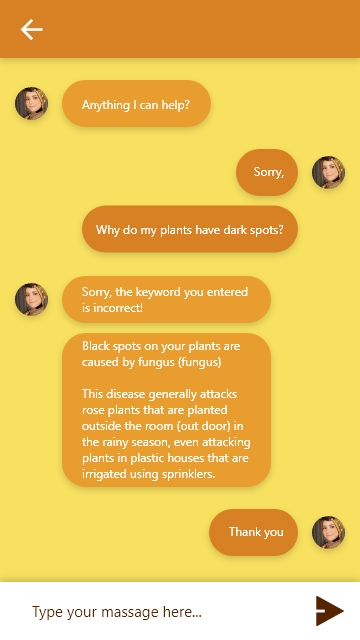 Anything I can help?
Sorry,
Why do my plants have dark spots?
Sorry, the keyword you entered
is incorrect!
Black spots on your plants are
caused by fungus (fungus)
This disease generally attacks
rose plants that are planted
outside the room (out door) in
the rainy season, even attacking
plants in plastic houses that are
irrigated using sprinklers.
Thank you
Type your massage here...